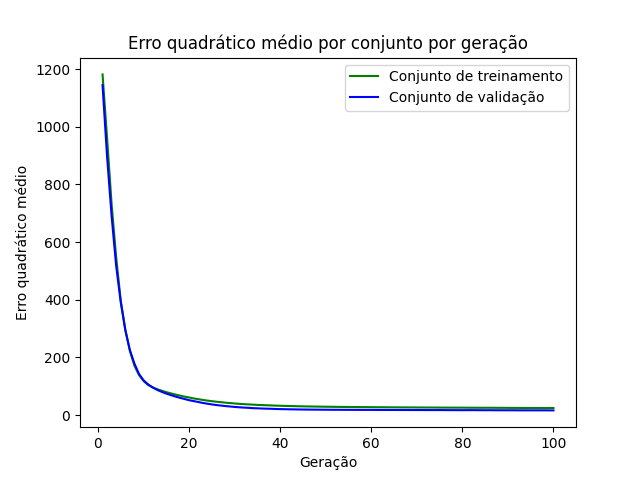 Erro quadrático médio por conjunto por geração
Conjunto de treinamento
Conjunto de validação
Erro quadrático médio
1200
1000
800
600
400
200
0
0 20 40 60 80 100
Geração